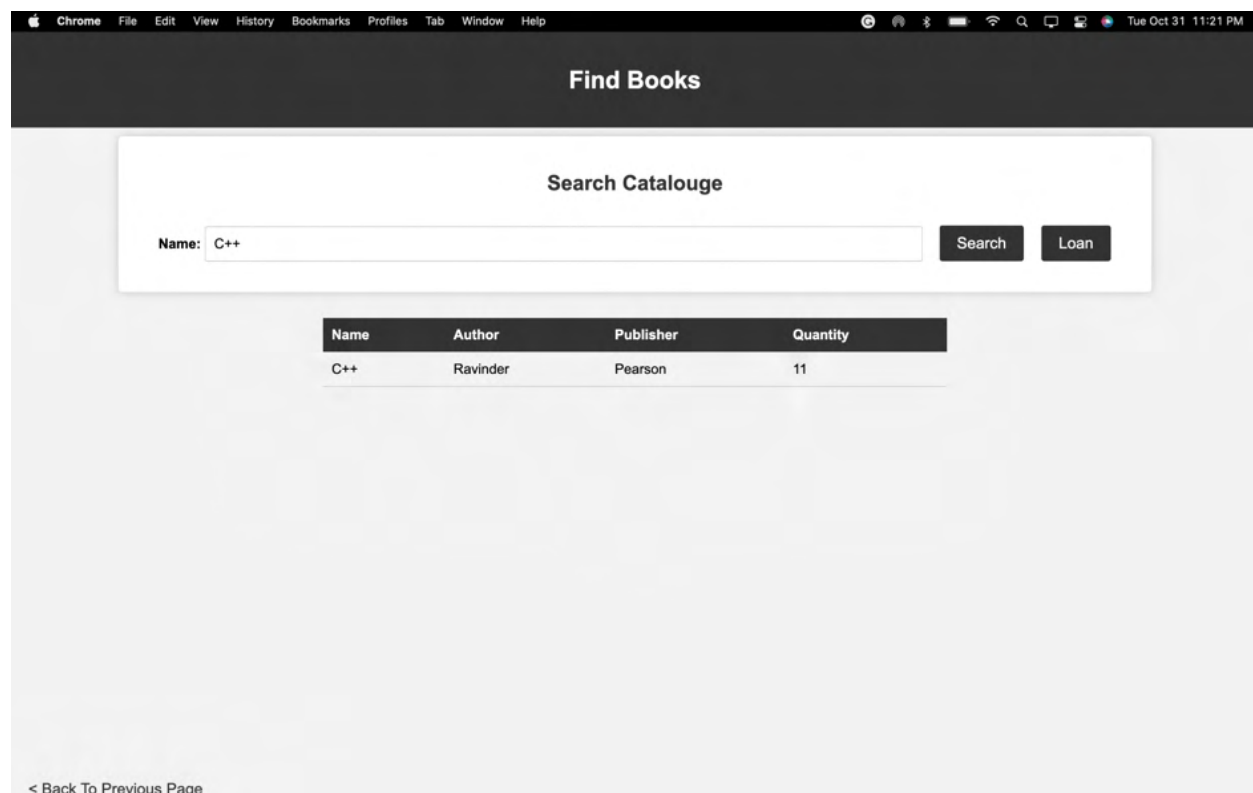 Chrome File Edit View History Bookmarks Profiles Tab Window Help Tue Oct 31 11:21 PM
Find Books
Search Catalouge
Name: C++ Search Loan
Name Author Publisher Quantity
C++ Ravinder Pearson 11
< Back To Previous Page